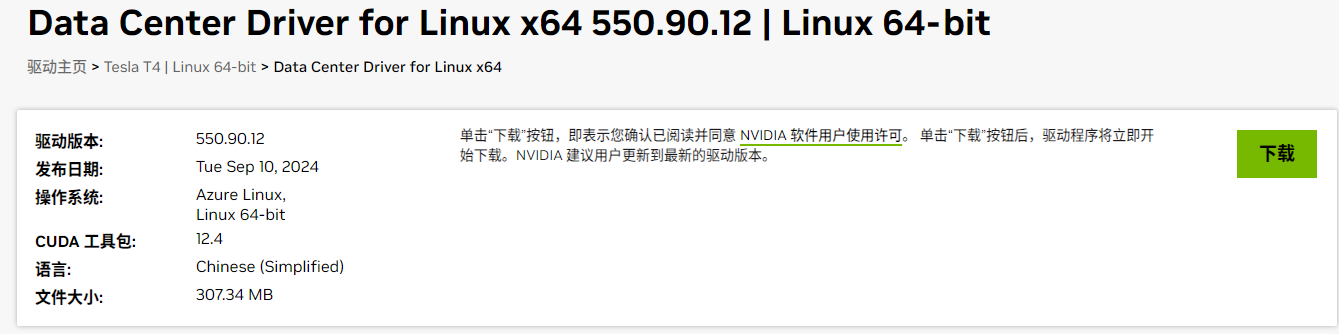 Data Center Driver for Linux x64 550.90.12 | Linux 64-bit
驱动主页 > Tesla T4 | Linux 64-bit > Data Center Driver for Linux x64
驱动版本: 550.90.12
发布日期: Tue Sep 10, 2024
操作系统: Azure Linux,
Linux 64-bit
CUDA 工具包: 12.4
语言: Chinese (Simplified)
文件大小: 307.34 MB
单击“下载”按钮，即表示您确认已阅读并同意 NVIDIA 软件用户使用许可。 单击“下载”按钮后，驱动程序将立即开
始下载。NVIDIA 建议用户更新到最新的驱动版本。
下载